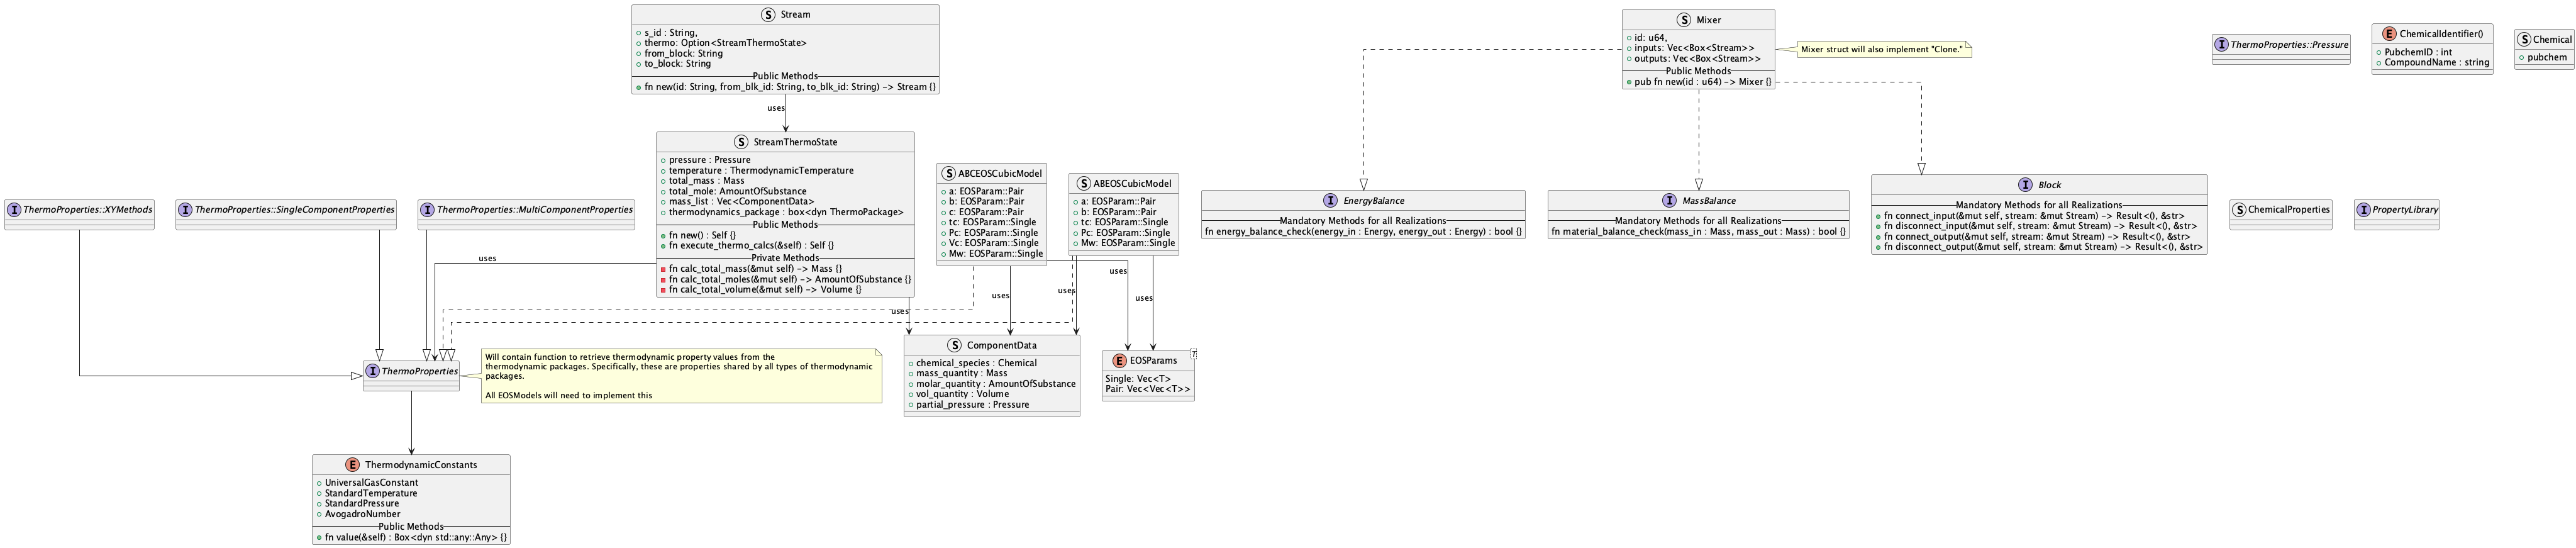 S Stream
s_id : String,
thermo: Option<StreamThermoState>
from_block: String
to_block: String
Public Methods
fn new(id: String, from_blk_id: String, to_blk_id: String) -> Stream {}
uses
S StreamThermoState
pressure : Pressure
temperature : ThermodynamicTemperature
total_mass : Mass
total_mole: AmountOfSubstance
mass_list : Vec<ComponentData>
thermodynamics_package : box<dyn ThermoPackage>
Public Methods
fn new() : Self {}
fn execute_thermo_calcs(&self) : Self {}
Private Methods
fn calc_total_mass(&mut self) -> Mass {}
fn calc_total_moles(&mut self) -> AmountOfSubstance {}
fn calc_total_volume(&mut self) -> Volume {}
S ABCEOSCubicModel
a: EOSParam::Pair
b: EOSParam::Pair
c: EOSParam::Pair
tc: EOSParam::Single
Pc: EOSParam::Single
Vc: EOSParam::Single
Mw: EOSParam::Single
S ABEOSCubicModel
a: EOSParam::Pair
b: EOSParam::Pair
tc: EOSParam::Single
Pc: EOSParam::Single
Mw: EOSParam::Single
I ThermoProperties::XYMethods
I ThermoProperties::SingleComponentProperties
I ThermoProperties::MultiComponentProperties
uses
uses
uses
uses
uses
uses
I ThermoProperties
Will contain function to retrieve thermodynamic property values from the
thermodynamic packages. Specifically, these are properties shared by all types of thermodynamic
packages.
All EOSModels will need to implement this
S ComponentData
chemical_species : Chemical
mass_quantity : Mass
molar_quantity : AmountOfSubstance
vol_quantity : Volume
partial_pressure : Pressure
E EOSParams
T
Single: Vec<T>
Pair: Vec<Vec<T>>
E ThermodynamicConstants
UniversalGasConstant
StandardTemperature
StandardPressure
AvogadroNumber
Public Methods
fn value(&self) : Box<dyn std::any::Any> {}
S Mixer
id: u64,
inputs: Vec<Box<Stream>>
outputs: Vec<Box<Stream>>
Public Methods
pub fn new(id : u64) -> Mixer {}
Mixer struct will also implement "Clone."
I EnergyBalance
Mandatory Methods for all Realizations
fn energy_balance_check(energy_in : Energy, energy_out : Energy) : bool {}
I MassBalance
Mandatory Methods for all Realizations
fn material_balance_check(mass_in : Mass, mass_out : Mass) : bool {}
I Block
Mandatory Methods for all Realizations
fn connect_input(&mut self, stream: &mut Stream) -> Result<(), &str>
fn disconnect_input(&mut self, stream: &mut Stream) -> Result<(), &str>
fn connect_output(&mut self, stream: &mut Stream) -> Result<(), &str>
fn disconnect_output(&mut self, stream: &mut Stream) -> Result<(), &str>
I ThermoProperties::Pressure
E ChemicalIdentifier()
PubchemID : int
CompoundName : string
S Chemical
pubchem
S ChemicalProperties
I PropertyLibrary